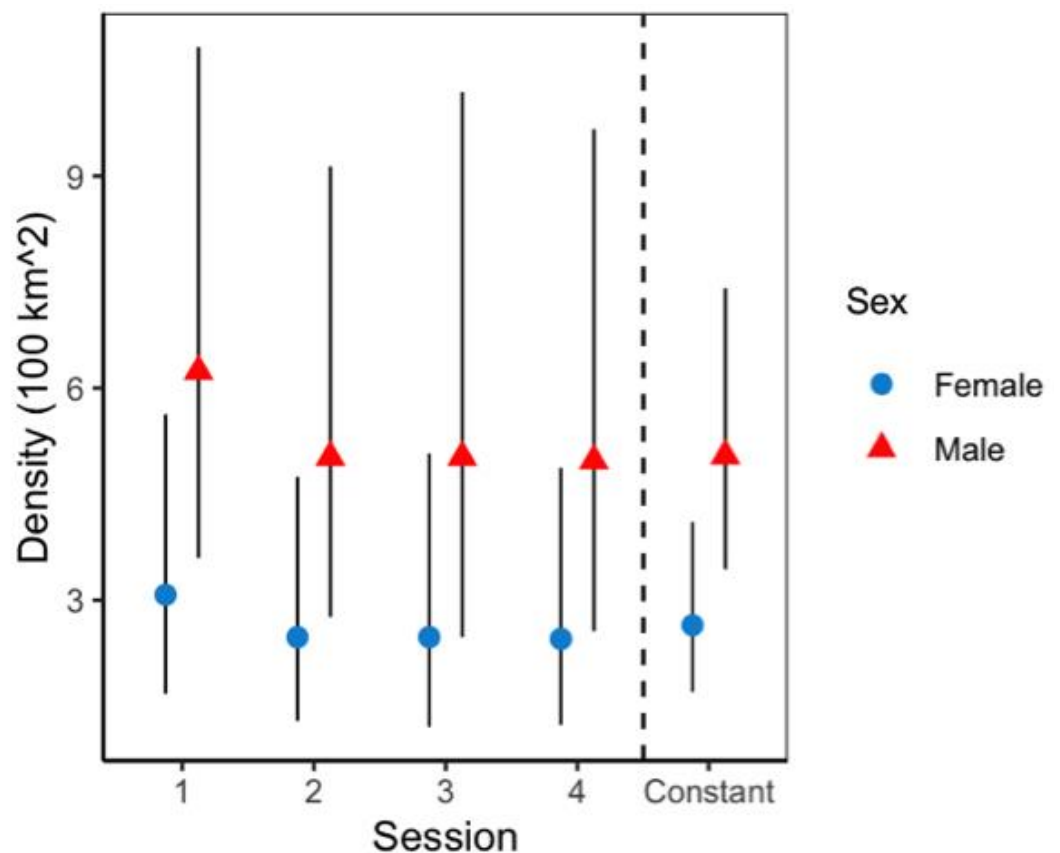 Density (100 km^2)
9
6
3
1 2 3 4 Constant
Session
Sex
Female
Male